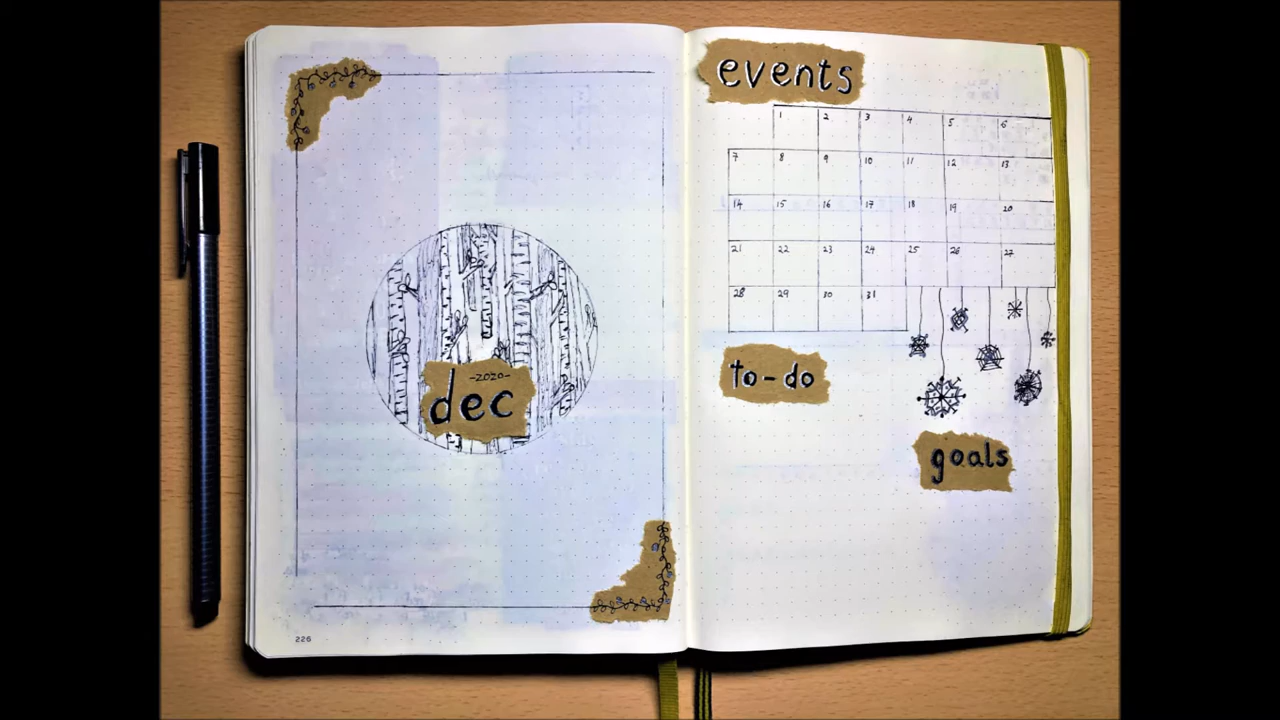 -2020-
dec
226
events
1 2 3 4 5 6
7 8 9 10 11 12 13
14 15 16 17 18 19 20
21 22 23 24 25 26 27
28 29 30 31
to-do
goals